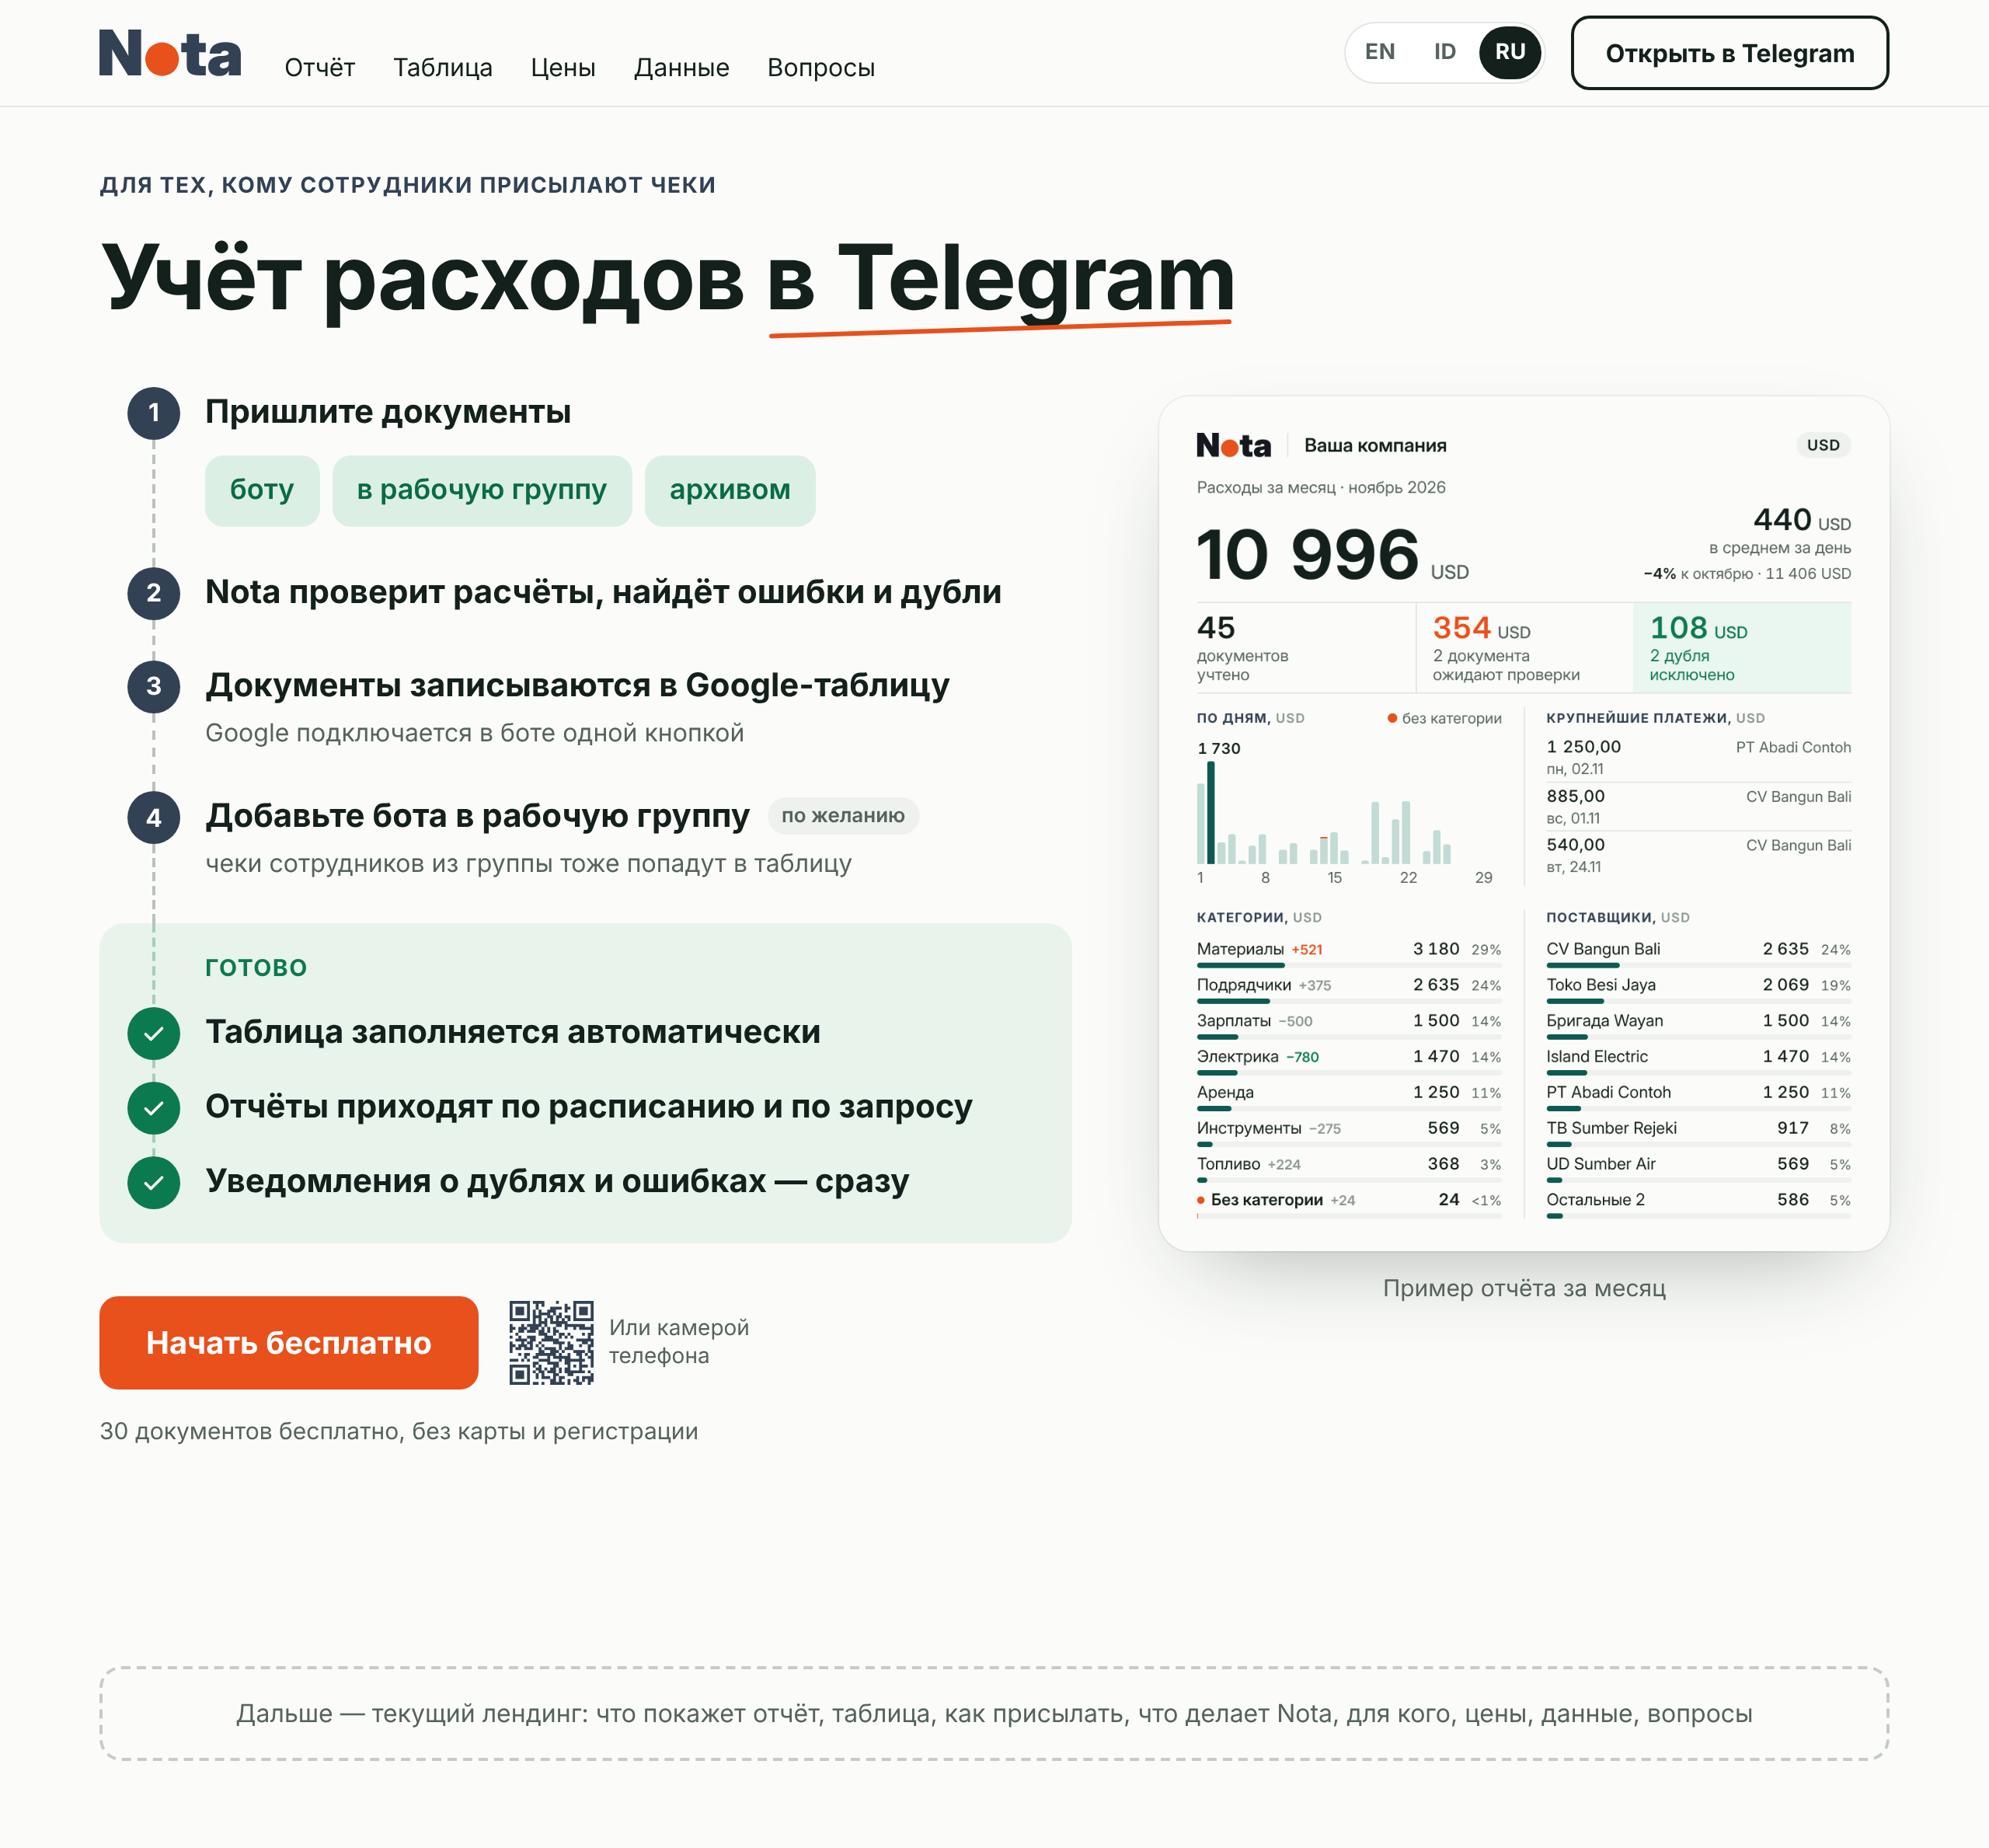 Nota
Отчёт Таблица Цены Данные Вопросы
EN ID RU
Открыть в Telegram
ДЛЯ ТЕХ, КОМУ СОТРУДНИКИ ПРИСЫЛАЮТ ЧЕКИ
Учёт расходов в Telegram
1 Пришлите документы
боту в рабочую группу архивом
2 Nota проверит расчёты, найдёт ошибки и дубли
3 Документы записываются в Google-таблицу
Google подключается в боте одной кнопкой
4 Добавьте бота в рабочую группу по желанию
чеки сотрудников из группы тоже попадут в таблицу
ГОТОВО
Таблица заполняется автоматически
Отчёты приходят по расписанию и по запросу
Уведомления о дублях и ошибках — сразу
Начать бесплатно
Или камерой
телефона
30 документов бесплатно, без карты и регистрации
Nota Ваша компания USD
Расходы за месяц · ноябрь 2026
10 996 USD
440 USD
в среднем за день
−4% к октябрю · 11 406 USD
45
документов
учтено
354 USD
2 документа
ожидают проверки
108 USD
2 дубля
исключено
ПО ДНЯМ, USD без категории
1 730
1 8 15 22 29
КРУПНЕЙШИЕ ПЛАТЕЖИ, USD
1 250,00 PT Abadi Contoh
пн, 02.11
885,00 CV Bangun Bali
вс, 01.11
540,00 CV Bangun Bali
вт, 24.11
КАТЕГОРИИ, USD
Материалы +521 3 180 29%
Подрядчики +375 2 635 24%
Зарплаты −500 1 500 14%
Электрика −780 1 470 14%
Аренда 1 250 11%
Инструменты −275 569 5%
Топливо +224 368 3%
Без категории +24 24 <1%
ПОСТАВЩИКИ, USD
CV Bangun Bali 2 635 24%
Toko Besi Jaya 2 069 19%
Бригада Wayan 1 500 14%
Island Electric 1 470 14%
PT Abadi Contoh 1 250 11%
TB Sumber Rejeki 917 8%
UD Sumber Air 569 5%
Остальные 2 586 5%
Пример отчёта за месяц
Дальше — текущий лендинг: что покажет отчёт, таблица, как присылать, что делает Nota, для кого, цены, данные, вопросы